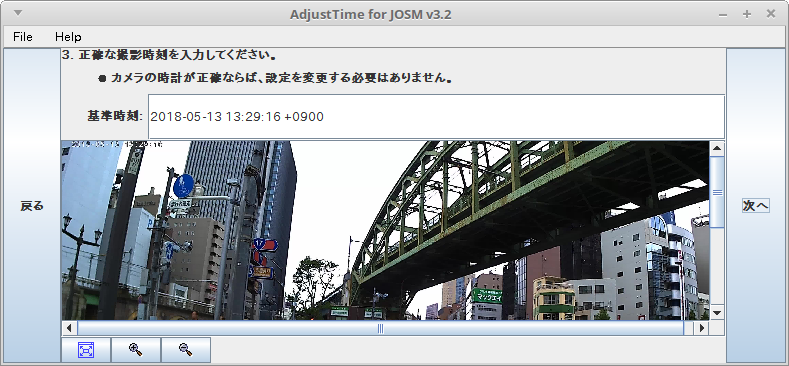 AdjustTime for JOSM v3.2
File Help
3. 正確な撮影時刻を入力してください。
● カメラの時計が正確ならば、設定を変更する必要はありません。
基準時刻: 2018-05-13 13:29:16 +0900
戻る
次へ
マックエイ